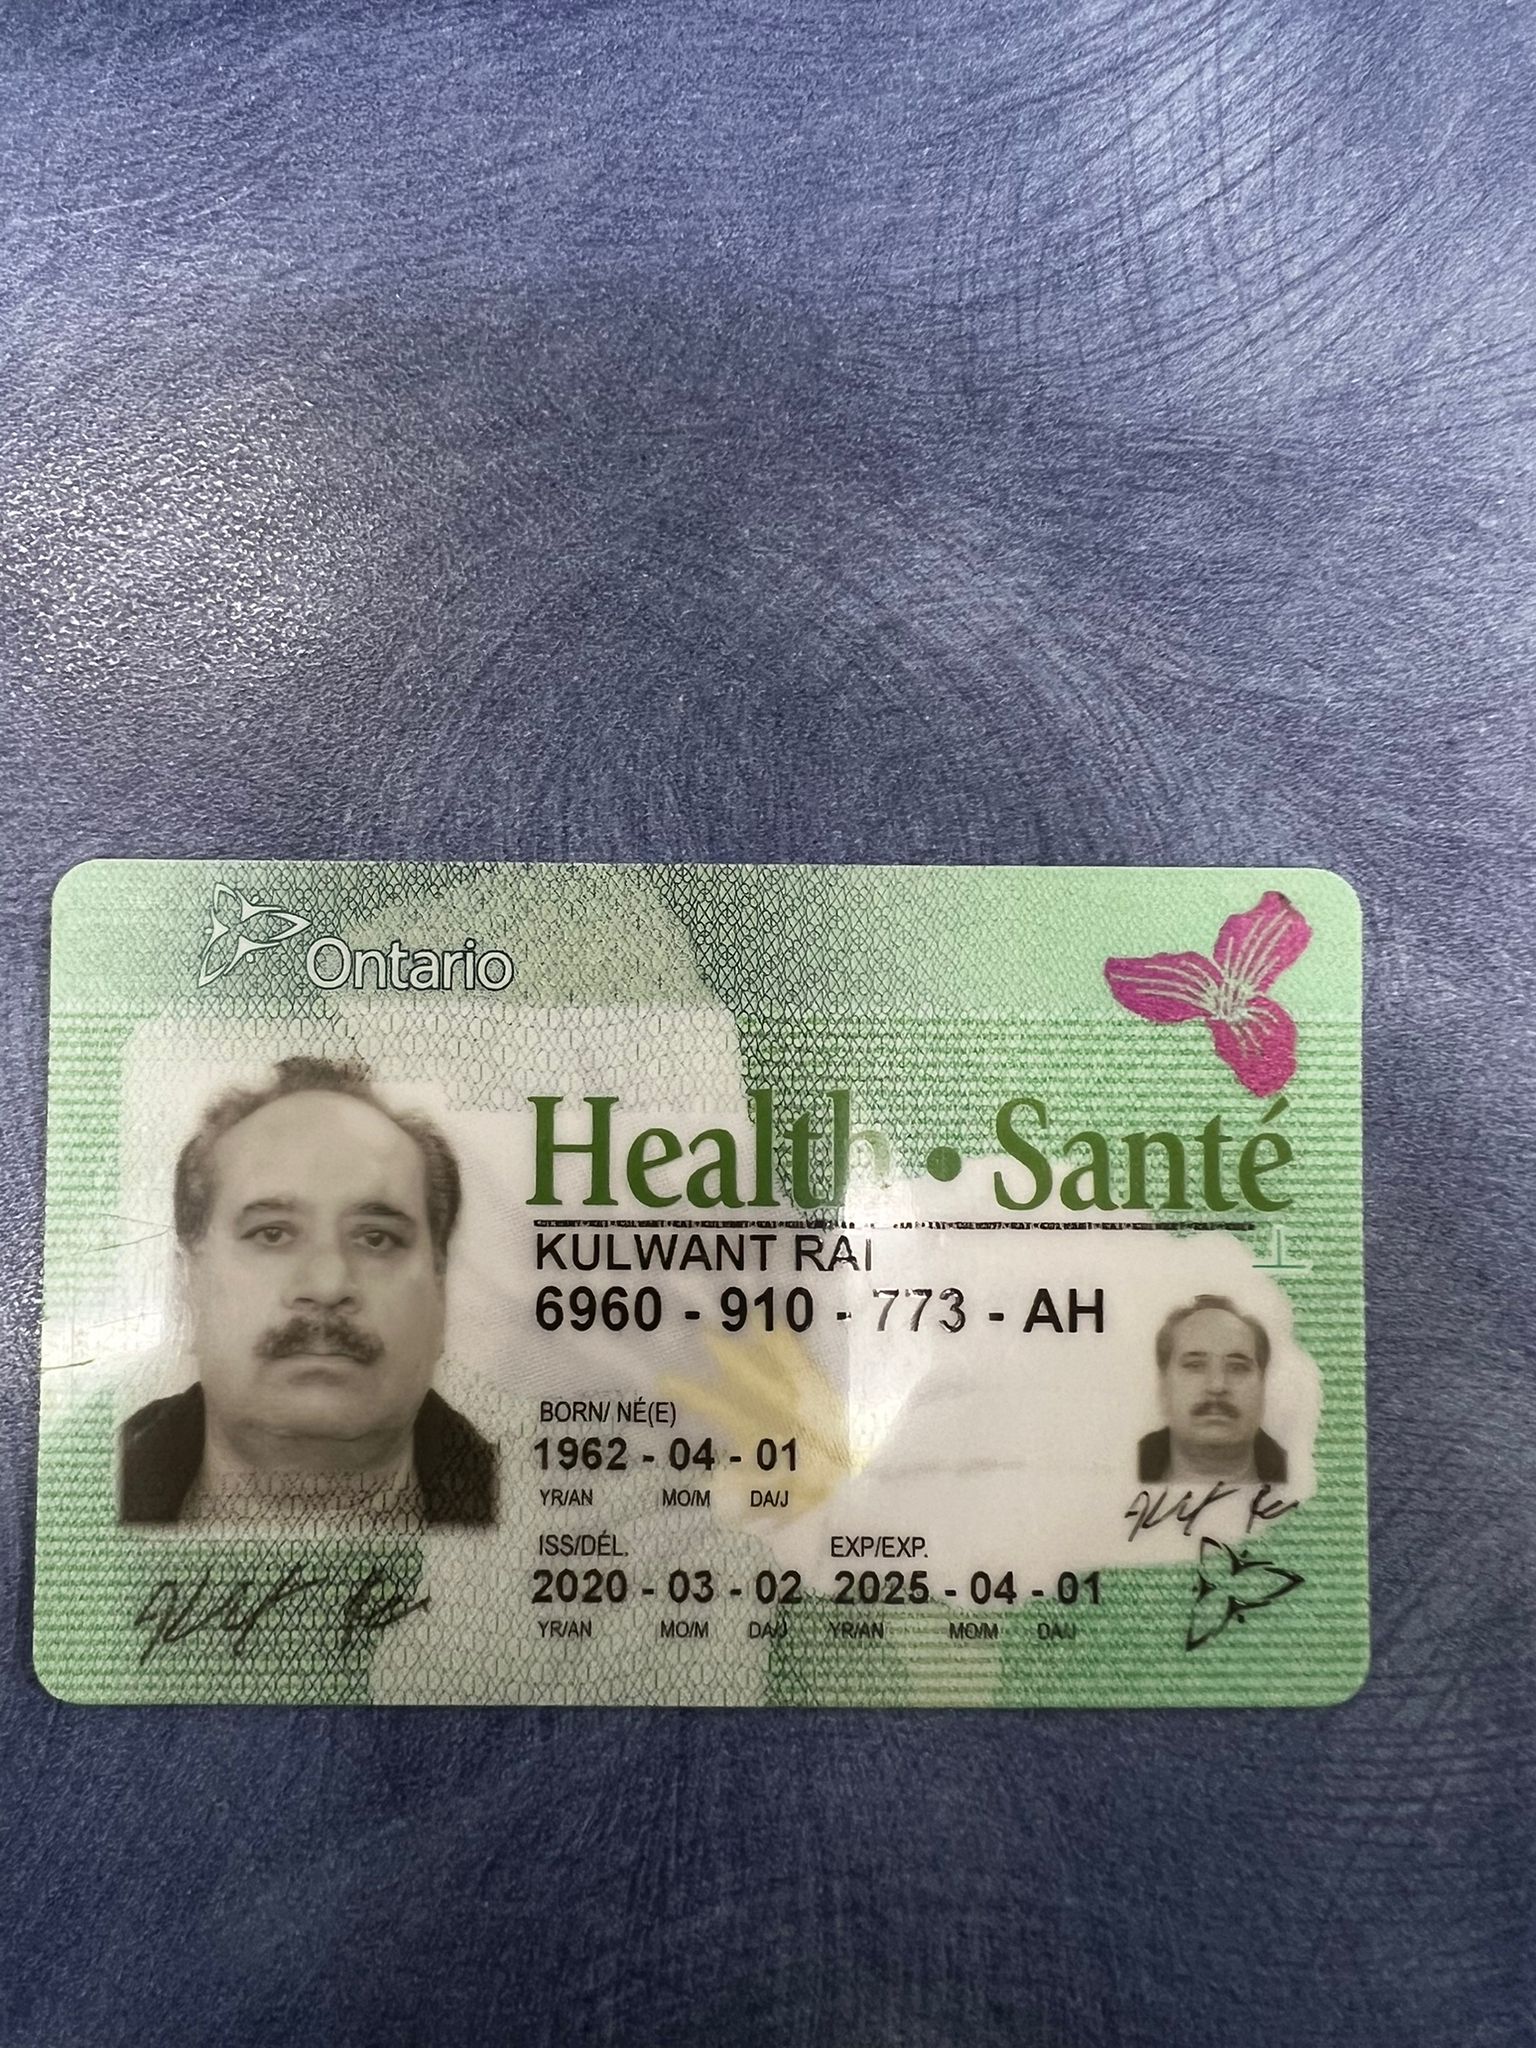 Ontario
Health • Santé
KULWANT RAI
6960 - 910 - 773 - AH
BORN/ NÉ(E)
1962 - 04 - 01
YR/AN MO/M DA/J
ISS/DÉL. EXP/EXP.
2020 - 03 - 02 2025 - 04 - 01
YR/AN MO/M DA/J YR/AN MO/M DA/J